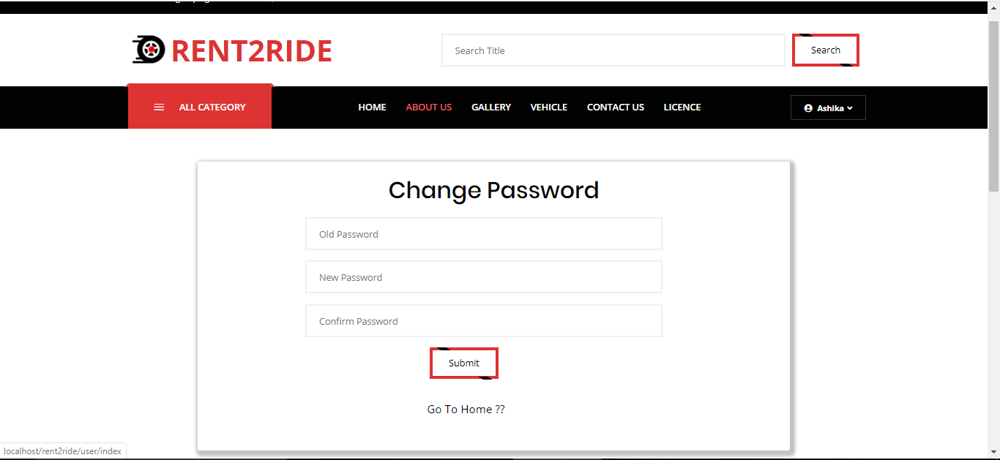 RENT2RIDE
Search Title
Search
ALL CATEGORY
HOME ABOUT US GALLERY VEHICLE CONTACT US LICENCE
Ashika
Change Password
Old Password
New Password
Confirm Password
Submit
Go To Home ??
localhost/rent2ride/user/index